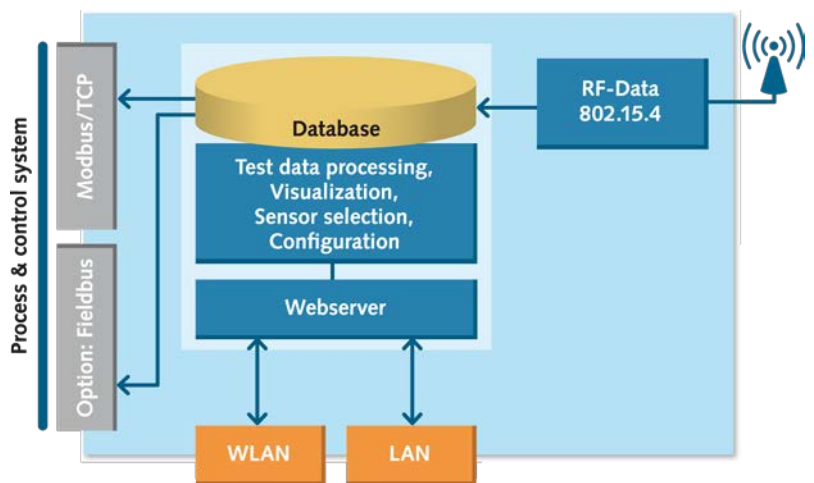 Process & control system
Modbus/TCP
Option: Fieldbus
Database
Test data processing,
Visualization,
Sensor selection,
Configuration
Webserver
RF-Data
802.15.4
WLAN
LAN